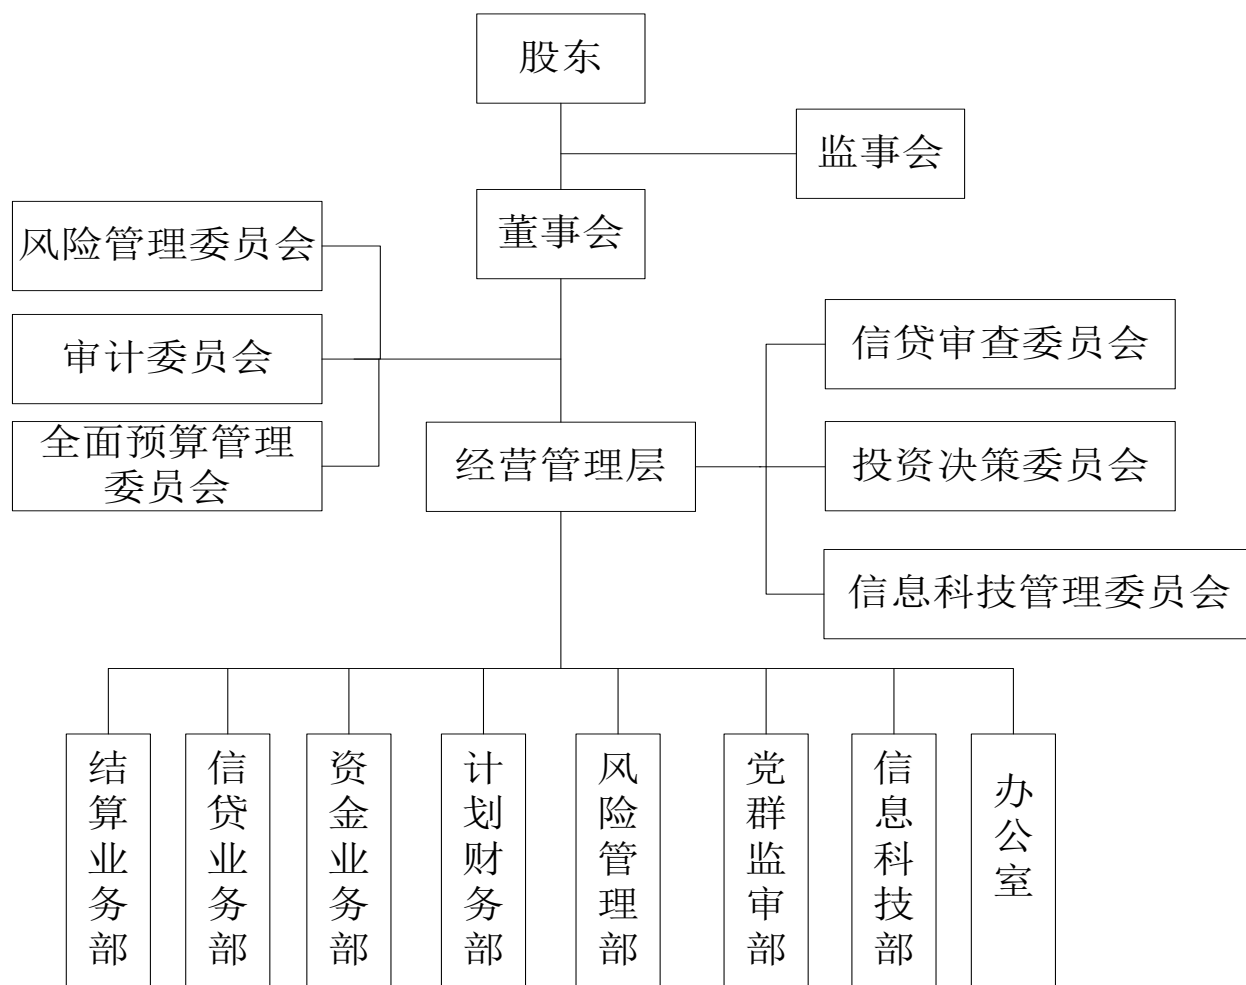 股东
监事会
董事会
风险管理委员会
审计委员会
全面预算管理
委员会
经营管理层
信贷审查委员会
投资决策委员会
信息科技管理委员会
结算业务部
信贷业务部
资金业务部
计划财务部
风险管理部
党群监审部
信息科技部
办公室